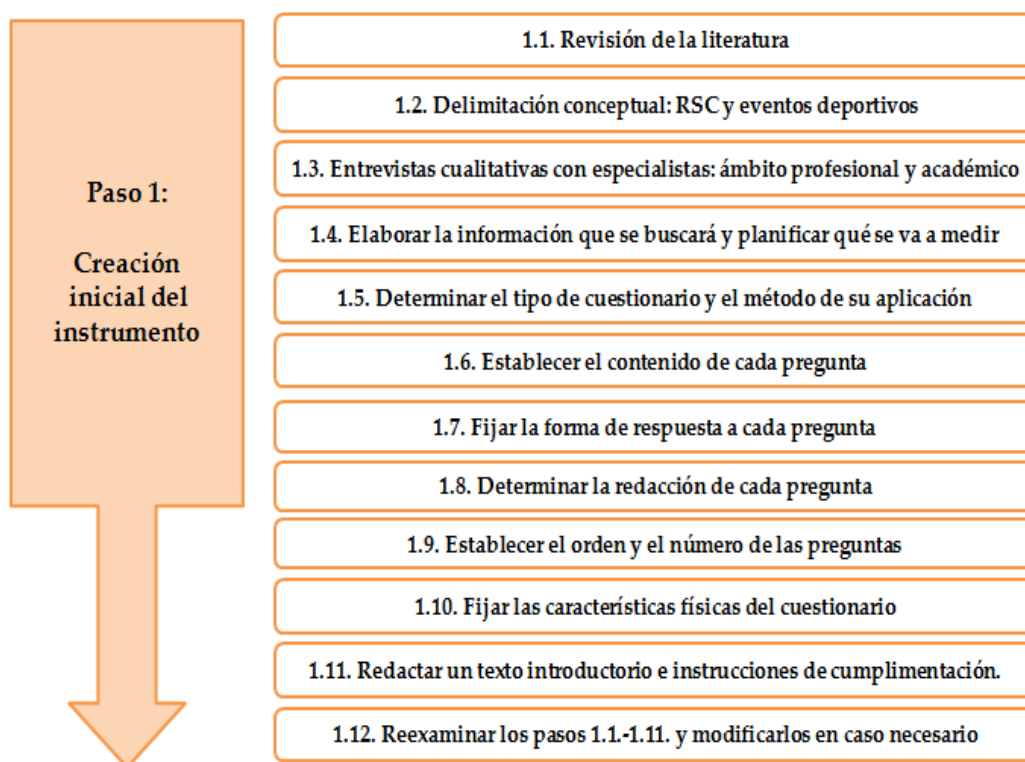 Paso 1:
Creación
inicial del
instrumento
1.1. Revisión de la literatura
1.2. Delimitación conceptual: RSC y eventos deportivos
1.3. Entrevistas cualitativas con especialistas: ámbito profesional y académico
1.4. Elaborar la información que se buscará y planificar qué se va a medir
1.5. Determinar el tipo de cuestionario y el método de su aplicación
1.6. Establecer el contenido de cada pregunta
1.7. Fijar la forma de respuesta a cada pregunta
1.8. Determinar la redacción de cada pregunta
1.9. Establecer el orden y el número de las preguntas
1.10. Fijar las características físicas del cuestionario
1.11. Redactar un texto introductorio e instrucciones de cumplimentación.
1.12. Reexaminar los pasos 1.1.-1.11. y modificarlos en caso necesario